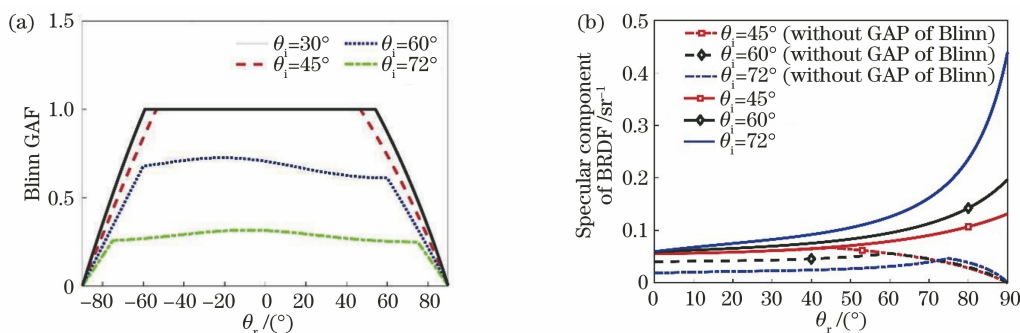 (a)
1.5
1.0
0.5
0
Blinn GAF
θi=30°
θi=60°
θi=45°
θi=72°
−80 −60 −40 −20 0 20 40 60 80
θr/(°)
(b)
0.5
0.4
0.3
0.2
0.1
0
Specular component
of BRDF/sr−1
θi=45° (without GAP of Blinn)
θi=60° (without GAP of Blinn)
θi=72° (without GAP of Blinn)
θi=45°
θi=60°
θi=72°
0 10 20 30 40 50 60 70 80 90
θr/(°)